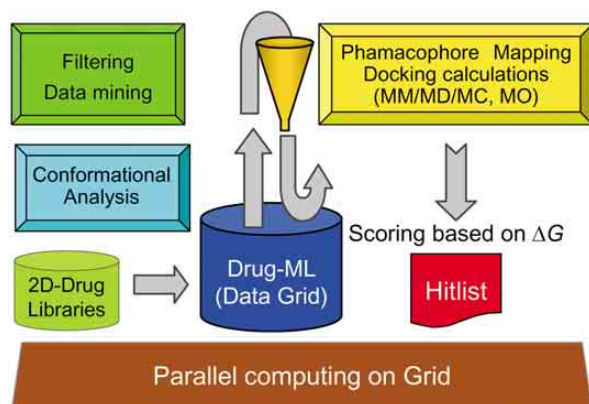 Filtering
Data mining
Phamacophore Mapping
Docking calculations
(MM/MD/MC, MO)
Conformational
Analysis
Scoring based on ΔG
2D-Drug
Libraries
Drug-ML
(Data Grid)
Hitlist
Parallel computing on Grid